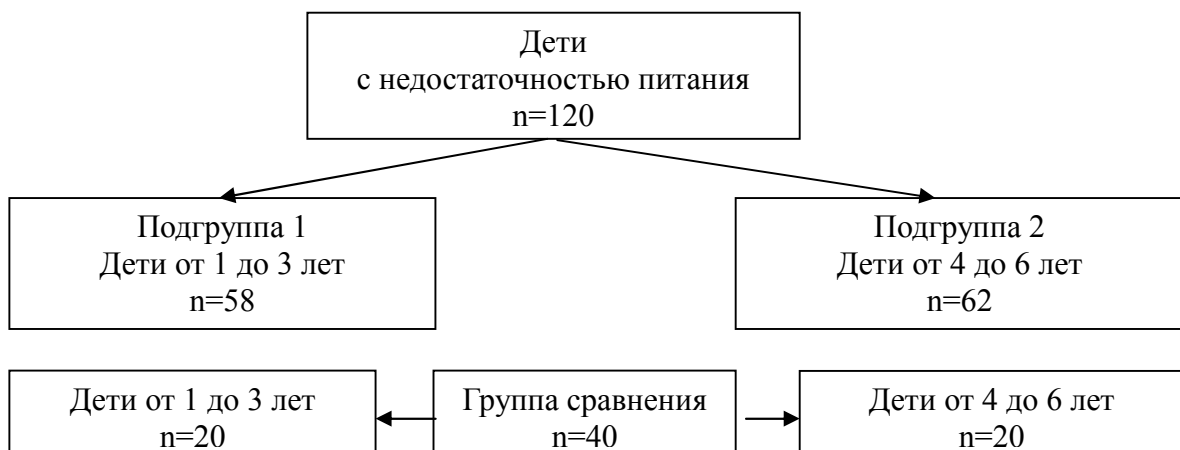 Дети
с недостаточностью питания
n=120
Подгруппа 1
Дети от 1 до 3 лет
n=58
Подгруппа 2
Дети от 4 до 6 лет
n=62
Дети от 1 до 3 лет
n=20
Группа сравнения
n=40
Дети от 4 до 6 лет
n=20